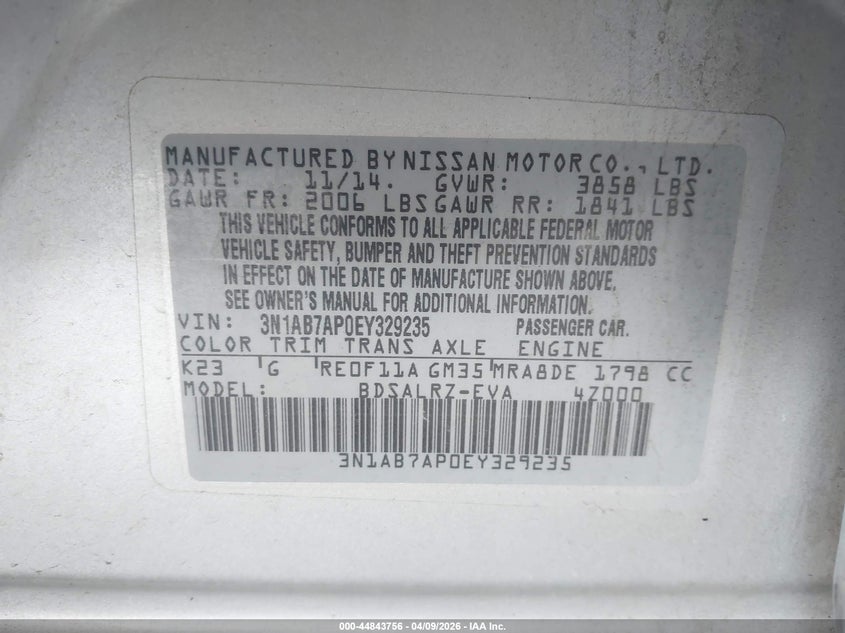 MANUFACTURED BY NISSAN MOTOR CO., LTD.
DATE: 11/14. GVWR: 3858 LBS
GAWR FR: 2006 LBS GAWR RR: 1841 LBS
THIS VEHICLE CONFORMS TO ALL APPLICABLE FEDERAL MOTOR
VEHICLE SAFETY, BUMPER AND THEFT PREVENTION STANDARDS
IN EFFECT ON THE DATE OF MANUFACTURE SHOWN ABOVE.
SEE OWNER'S MANUAL FOR ADDITIONAL INFORMATION.
VIN: 3N1AB7AP0EY329235 PASSENGER CAR.
COLOR TRIM TRANS AXLE ENGINE
K23 G RE0F11A GM35 MRA8DE 1798 CC
MODEL: BDSALRZ-EVA 4Z000
3N1AB7AP0EY329235
000-44843756 - 04/09/2026 - IAA Inc.